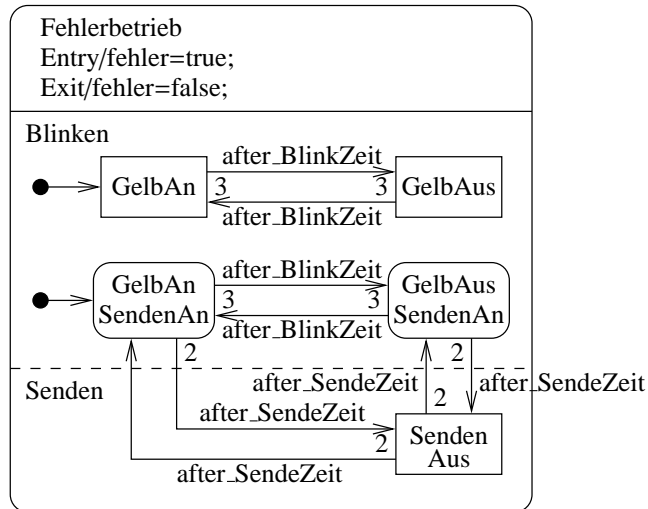 Fehlerbetrieb
Entry/fehler=true;
Exit/fehler=false;
Blinken
after_BlinkZeit
GelbAn
3
3
GelbAus
after_BlinkZeit
GelbAn
SendenAn
after_BlinkZeit
3
3
after_BlinkZeit
GelbAus
SendenAn
2
2
Senden
after_SendeZeit
after_SendeZeit
after_SendeZeit
2
2
Senden
Aus
after_SendeZeit